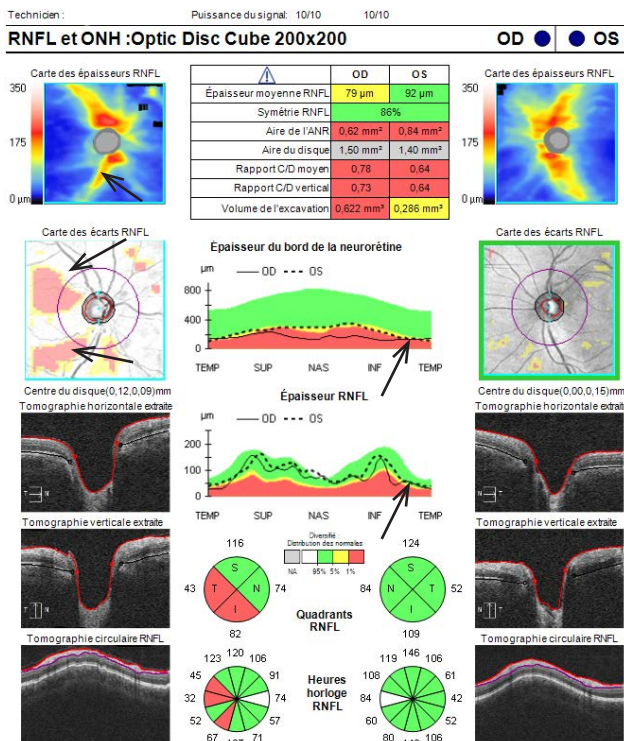 Technicien : Puissance du signal: 10/10 10/10
RNFL et ONH :Optic Disc Cube 200x200 OD OS
Carte des épaisseurs RNFL
350
175
0 µm
OD OS
Épaisseur moyenne RNFL 79 µm 92 µm
Symétrie RNFL 86%
Aire de l'ANR 0,62 mm² 0,84 mm²
Aire du disque 1,50 mm² 1,40 mm²
Rapport C/D moyen 0,78 0,64
Rapport C/D vertical 0,73 0,64
Volume de l'excavation 0,622 mm³ 0,286 mm³
Carte des épaisseurs RNFL
350
175
0 µm
Carte des écarts RNFL
Centre du disque(0,12,0,09)mm
Épaisseur du bord de la neurorétine
µm OD OS
800
400
0
TEMP SUP NAS INF TEMP
Carte des écarts RNFL
Centre du disque(0,00,0,15)mm
Tomographie horizontale extraite
T N
Épaisseur RNFL
µm OD OS
200
100
0
TEMP SUP NAS INF TEMP
Tomographie horizontale extraite
N T
Tomographie verticale extraite
T N
Diversifié :
Distribution des normales
NA 95% 5% 1%
Tomographie verticale extraite
N T
116
43 S T N I 74
82
Quadrants
RNFL
124
84 S N T I 52
109
Tomographie circulaire RNFL
123 120 106
45 91
32 74
52 57
67 71
Heures
horloge
RNFL
119 146 106
108 61
84 42
60 52
80
Tomographie circulaire RNFL